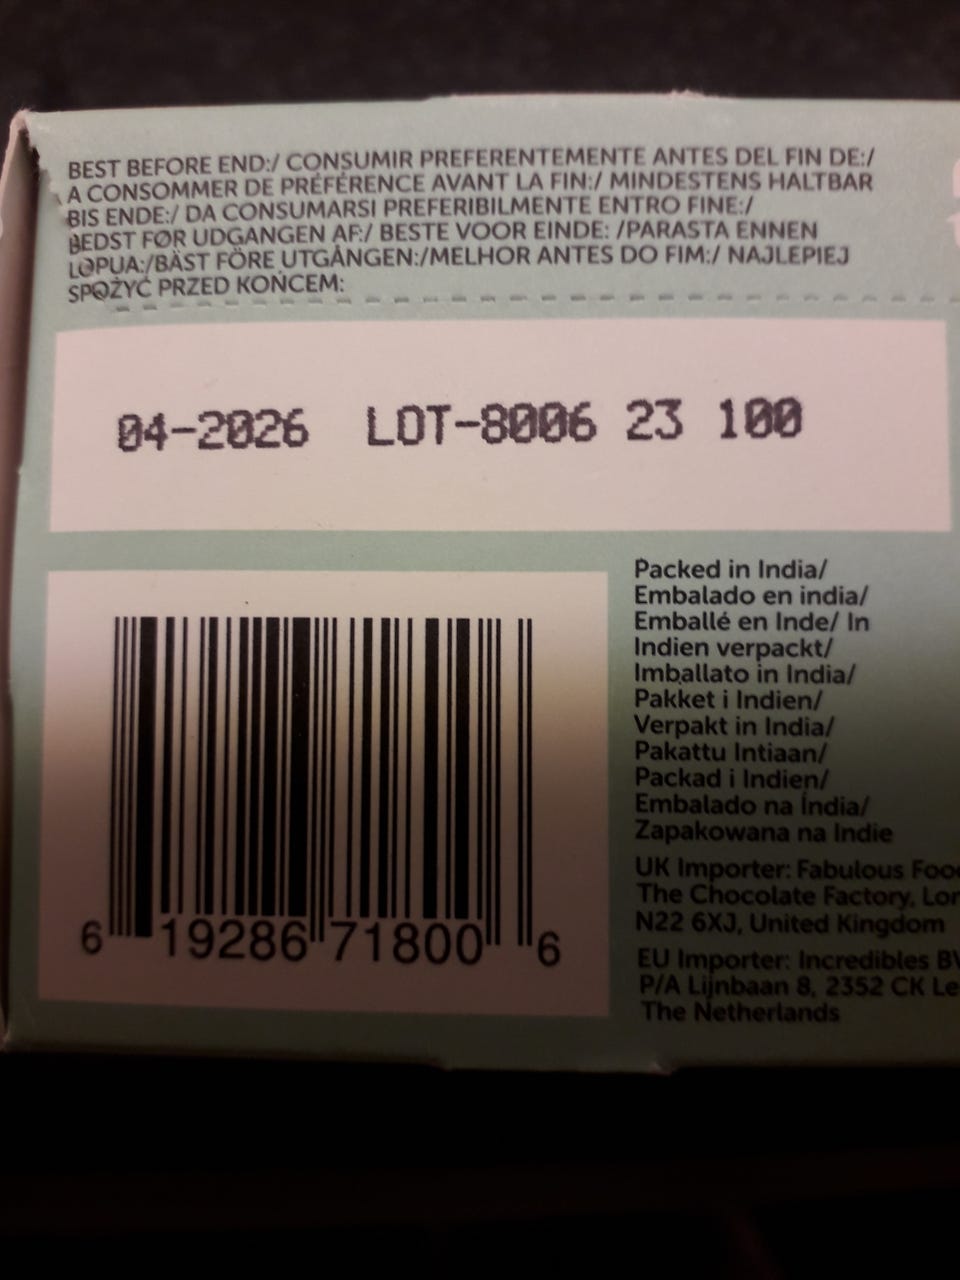 BEST BEFORE END:/ CONSUMIR PREFERENTEMENTE ANTES DEL FIN DE:/
A CONSOMMER DE PRÉFÉRENCE AVANT LA FIN:/ MINDESTENS HALTBAR
BIS ENDE:/ DA CONSUMARSI PREFERIBILMENTE ENTRO FINE:/
BEDST FØR UDGANGEN AF:/ BESTE VOOR EINDE: /PARASTA ENNEN
LOPUA:/BÄST FÖRE UTGÅNGEN:/MELHOR ANTES DO FIM:/ NAJLEPIEJ
SPOŻYĆ PRZED KOŃCEM:
04-2026 LOT-8006 23 100
6 19286 71800 6
Packed in India/
Embalado en india/
Emballé en Inde/ In
Indien verpackt/
Imballato in India/
Pakket i Indien/
Verpakt in India/
Pakattu Intiaan/
Packad i Indien/
Embalado na Índia/
Zapakowana na Indie
UK Importer: Fabulous
The Chocolate Factory,
N22 6XJ, United Kingdom
EU Importer: Incredibles
P/A Lijnbaan 8, 2352 CK
The Netherlands